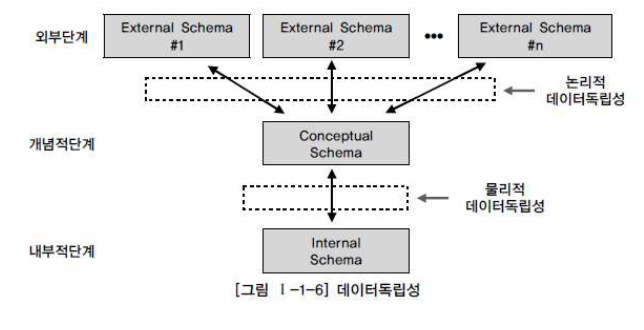 외부단계
External Schema
#1
External Schema
#2
•••
External Schema
#n
논리적
데이터독립성
개념적단계
Conceptual
Schema
물리적
데이터독립성
내부적단계
Internal
Schema
[그림 Ⅰ-1-6] 데이터독립성